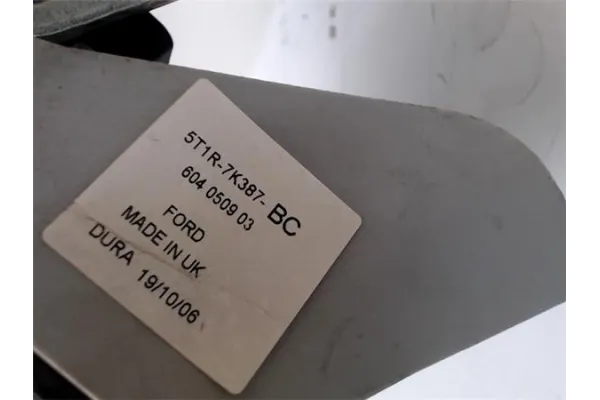 5T1R-7K387-BC
604 0509 03
FORD
MADE IN UK
DURA 19/10/06